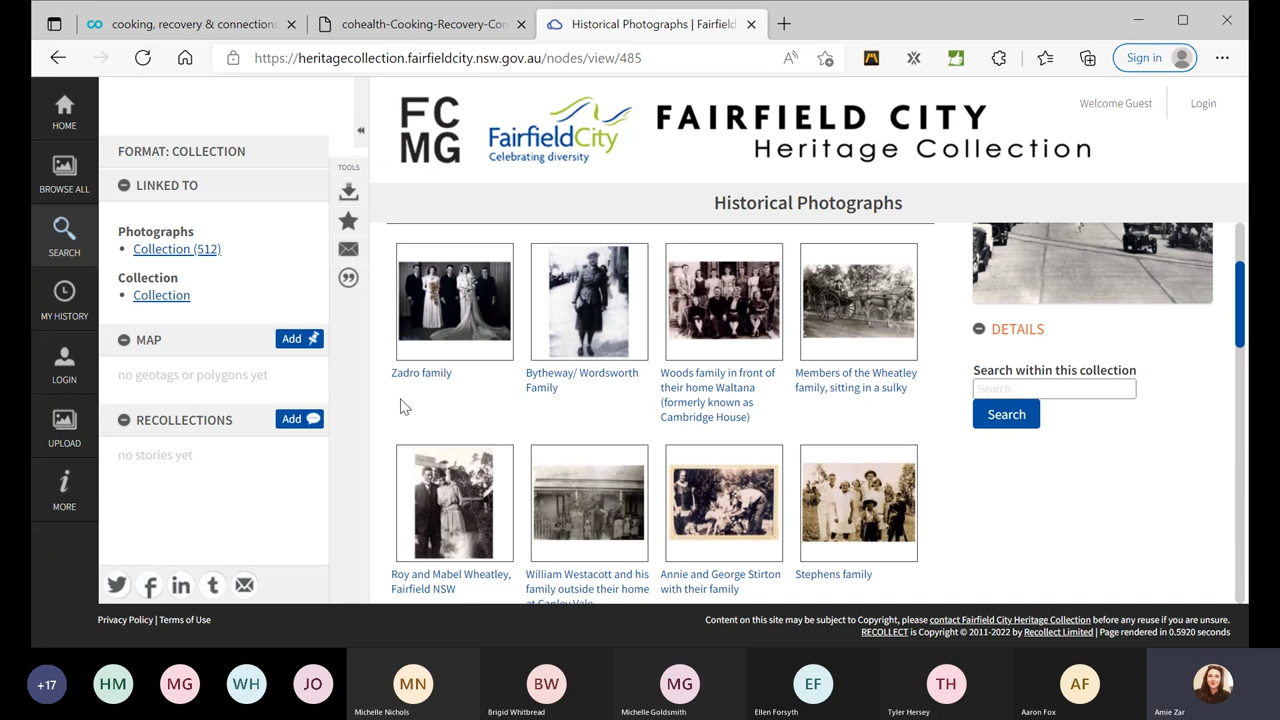 cooking, recovery & connections
cohealth-Cooking-Recovery-Con
Historical Photographs | Fairfield
https://heritagecollection.fairfieldcity.nsw.gov.au/nodes/view/485
Sign in
HOME
BROWSE ALL
SEARCH
MY HISTORY
LOGIN
UPLOAD
MORE
FORMAT: COLLECTION
LINKED TO
Photographs
Collection (512)
Collection
Collection
MAP
Add
no geotags or polygons yet
RECOLLECTIONS
Add
no stories yet
TOOLS
FC
MG
FairfieldCity
Celebrating diversity
FAIRFIELD CITY
Heritage Collection
Welcome Guest
Login
Historical Photographs
Zadro family
Bytheway/ Wordsworth
Family
Woods family in front of
their home Waltana
(formerly known as
Cambridge House)
Members of the Wheatley
family, sitting in a sulky
Roy and Mabel Wheatley,
Fairfield NSW
William Westacott and his
family outside their home
at Canley Vale
Annie and George Stirton
with their family
Stephens family
DETAILS
Search within this collection
Search
Search
Privacy Policy | Terms of Use
Content on this site may be subject to Copyright, please contact Fairfield City Heritage Collection before any reuse if you are unsure.
RECOLLECT is Copyright © 2011-2022 by Recollect Limited | Page rendered in 0.5920 seconds
+17
HM
MG
WH
JO
MN
Michelle Nichols
BW
Brigid Whitbread
MG
Michelle Goldsmith
EF
Ellen Forsyth
TH
Tyler Hersey
AF
Aaron Fox
Amie Zar